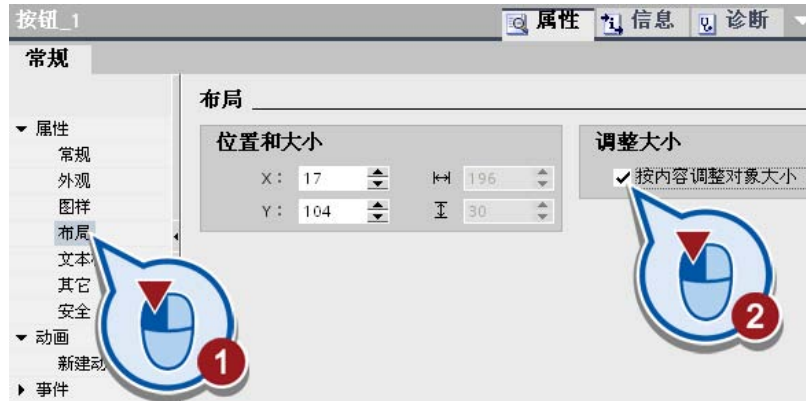 按钮_1
属性
信息
诊断
常规
布局
属性
常规
外观
图样
布局
文本
其它
安全
动画
新建
事件
位置和大小
X: 17
196
Y: 104
30
调整大小
按内容调整对象大小
1
2